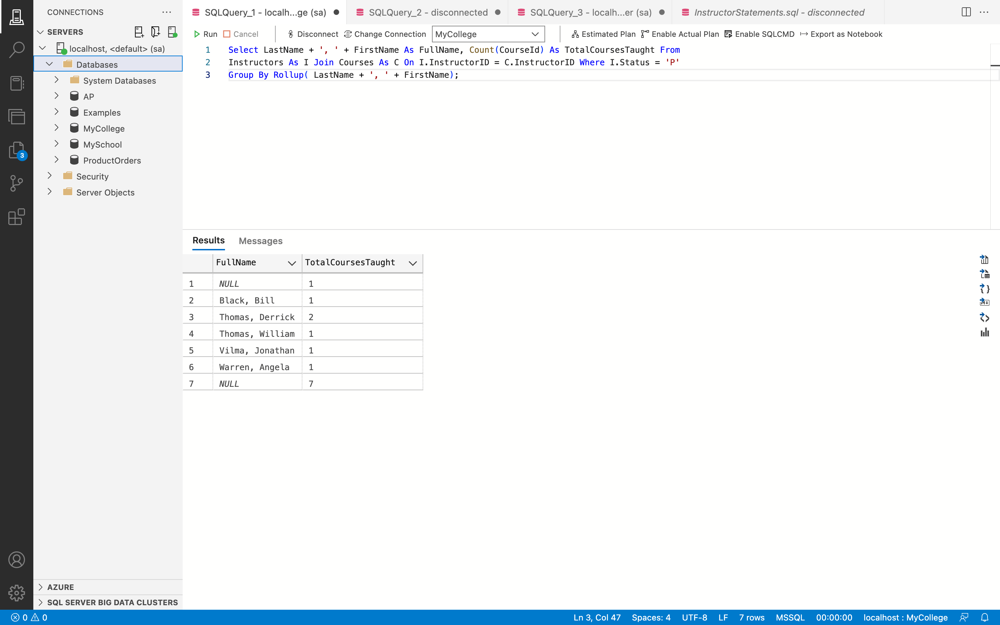 CONNECTIONS
SERVERS
localhost, <default> (sa)
Databases
System Databases
AP
Examples
MyCollege
MySchool
ProductOrders
Security
Server Objects
AZURE
SQL SERVER BIG DATA CLUSTERS
3
SQLQuery_1 - localh...ge (sa)
SQLQuery_2 - disconnected
SQLQuery_3 - localh...er (sa)
InstructorStatements.sql - disconnected
Run Cancel Disconnect Change Connection MyCollege Estimated Plan Enable Actual Plan Enable SQLCMD Export as Notebook
1 Select LastName + ', ' + FirstName As FullName, Count(CourseId) As TotalCoursesTaught From
2 Instructors As I Join Courses As C On I.InstructorID = C.InstructorID Where I.Status = 'P'
3 Group By Rollup( LastName + ', ' + FirstName);
Results Messages
FullName TotalCoursesTaught
1 NULL 1
2 Black, Bill 1
3 Thomas, Derrick 2
4 Thomas, William 1
5 Vilma, Jonathan 1
6 Warren, Angela 1
7 NULL 7
0 0 Ln 3, Col 47 Spaces: 4 UTF-8 LF 7 rows MSSQL 00:00:00 localhost : MyCollege